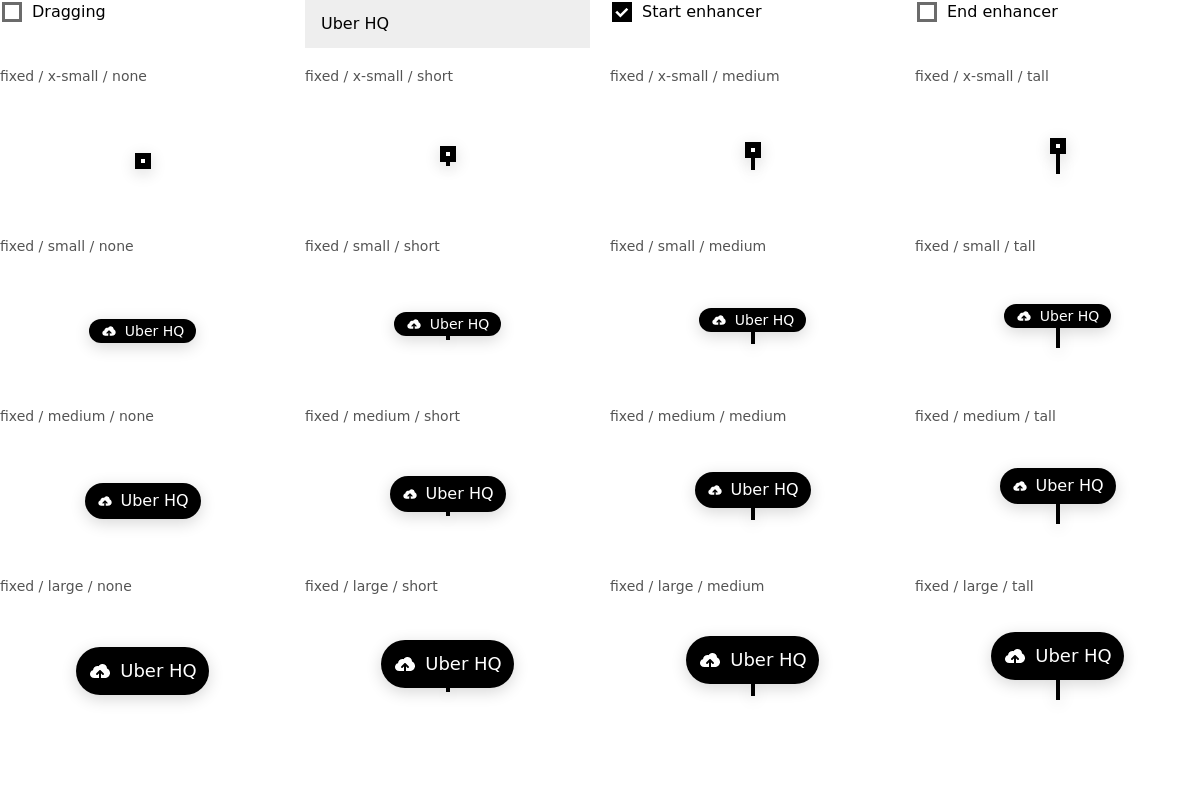 Dragging
Uber HQ
Start enhancer
End enhancer
fixed / x-small / none
fixed / x-small / short
fixed / x-small / medium
fixed / x-small / tall
fixed / small / none
fixed / small / short
fixed / small / medium
fixed / small / tall
Uber HQ
Uber HQ
Uber HQ
Uber HQ
fixed / medium / none
fixed / medium / short
fixed / medium / medium
fixed / medium / tall
Uber HQ
Uber HQ
Uber HQ
Uber HQ
fixed / large / none
fixed / large / short
fixed / large / medium
fixed / large / tall
Uber HQ
Uber HQ
Uber HQ
Uber HQ